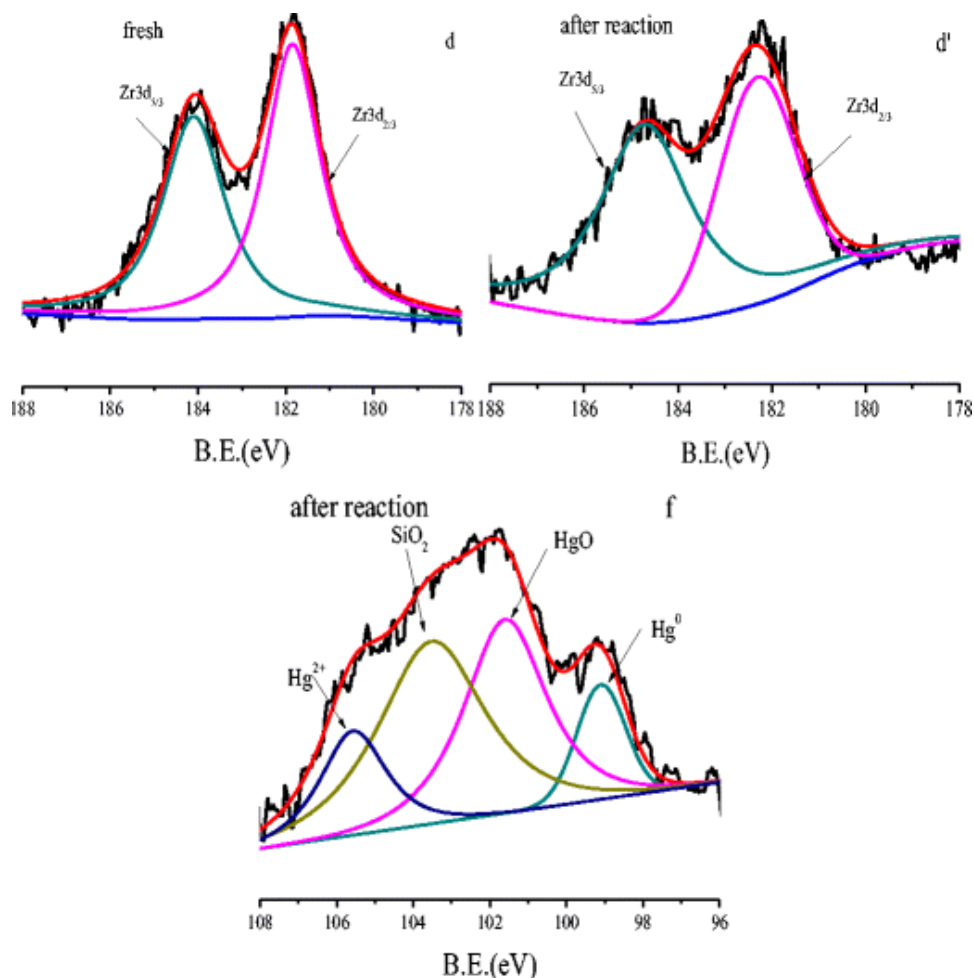 fresh
d
Zr3d5/3
Zr3d2/3
188 186 184 182 180 178
B.E.(eV)
after reaction
d'
Zr3d5/3
Zr3d2/3
188 186 184 182 180 178
B.E.(eV)
after reaction
f
SiO2
HgO
Hg2+
Hg0
108 106 104 102 100 98 96
B.E.(eV)